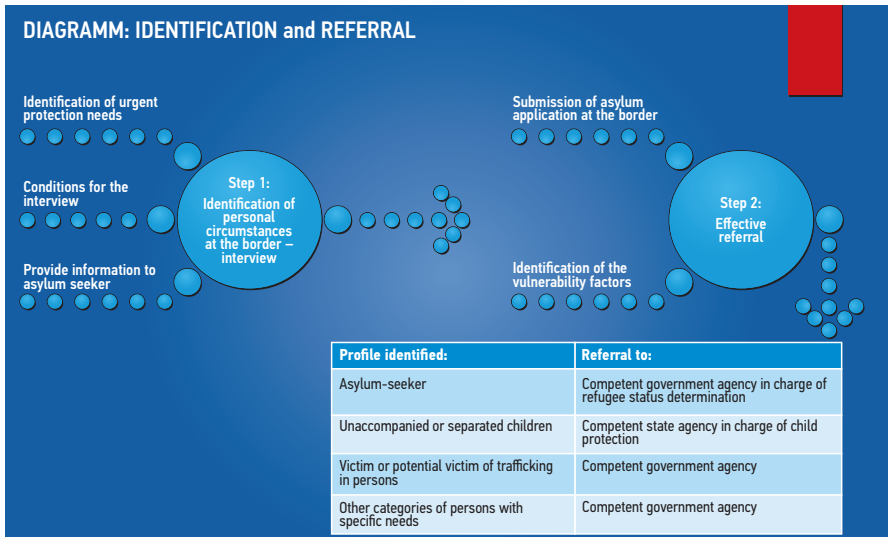 DIAGRAMM: IDENTIFICATION and REFERRAL
Identification of urgent
protection needs
Conditions for the
interview
Provide information to
asylum seeker
Step 1:
Identification of
personal
circumstances
at the border –
interview
Submission of asylum
application at the border
Identification of the
vulnerability factors
Step 2:
Effective
referral
Profile identified:
Referral to:
Asylum-seeker
Competent government agency in charge of
refugee status determination
Unaccompanied or separated children
Competent state agency in charge of child
protection
Victim or potential victim of trafficking
in persons
Competent government agency
Other categories of persons with
specific needs
Competent government agency